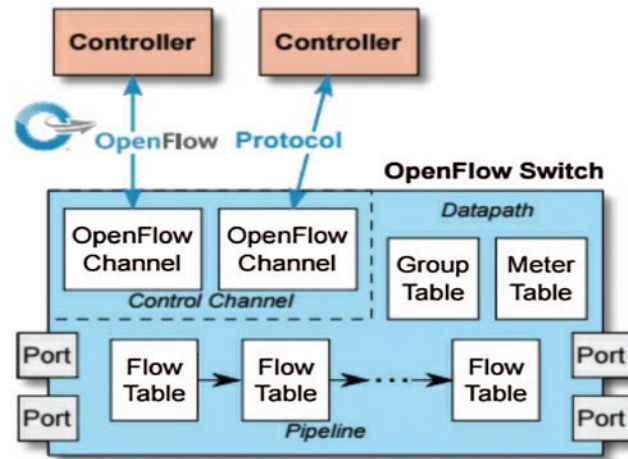 Controller Controller
OpenFlow Protocol
OpenFlow Switch
Datapath
OpenFlow
Channel
OpenFlow
Channel
Control Channel
Group
Table
Meter
Table
Port
Port
Flow
Table
Flow
Table
...
Flow
Table
Pipeline
Port
Port